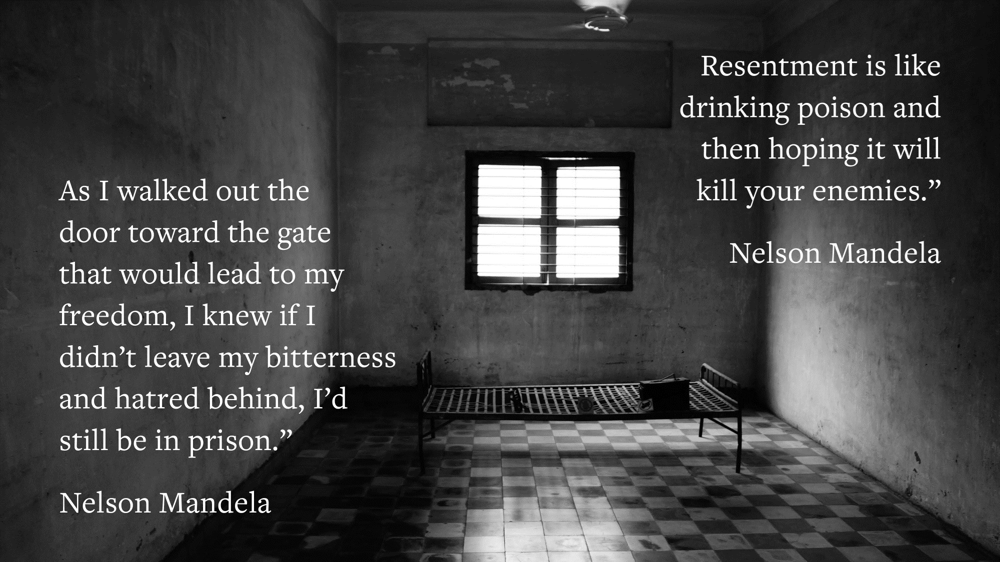 As I walked out the
door toward the gate
that would lead to my
freedom, I knew if I
didn’t leave my bitterness
and hatred behind, I’d
still be in prison.”
Nelson Mandela
Resentment is like
drinking poison and
then hoping it will
kill your enemies.”
Nelson Mandela